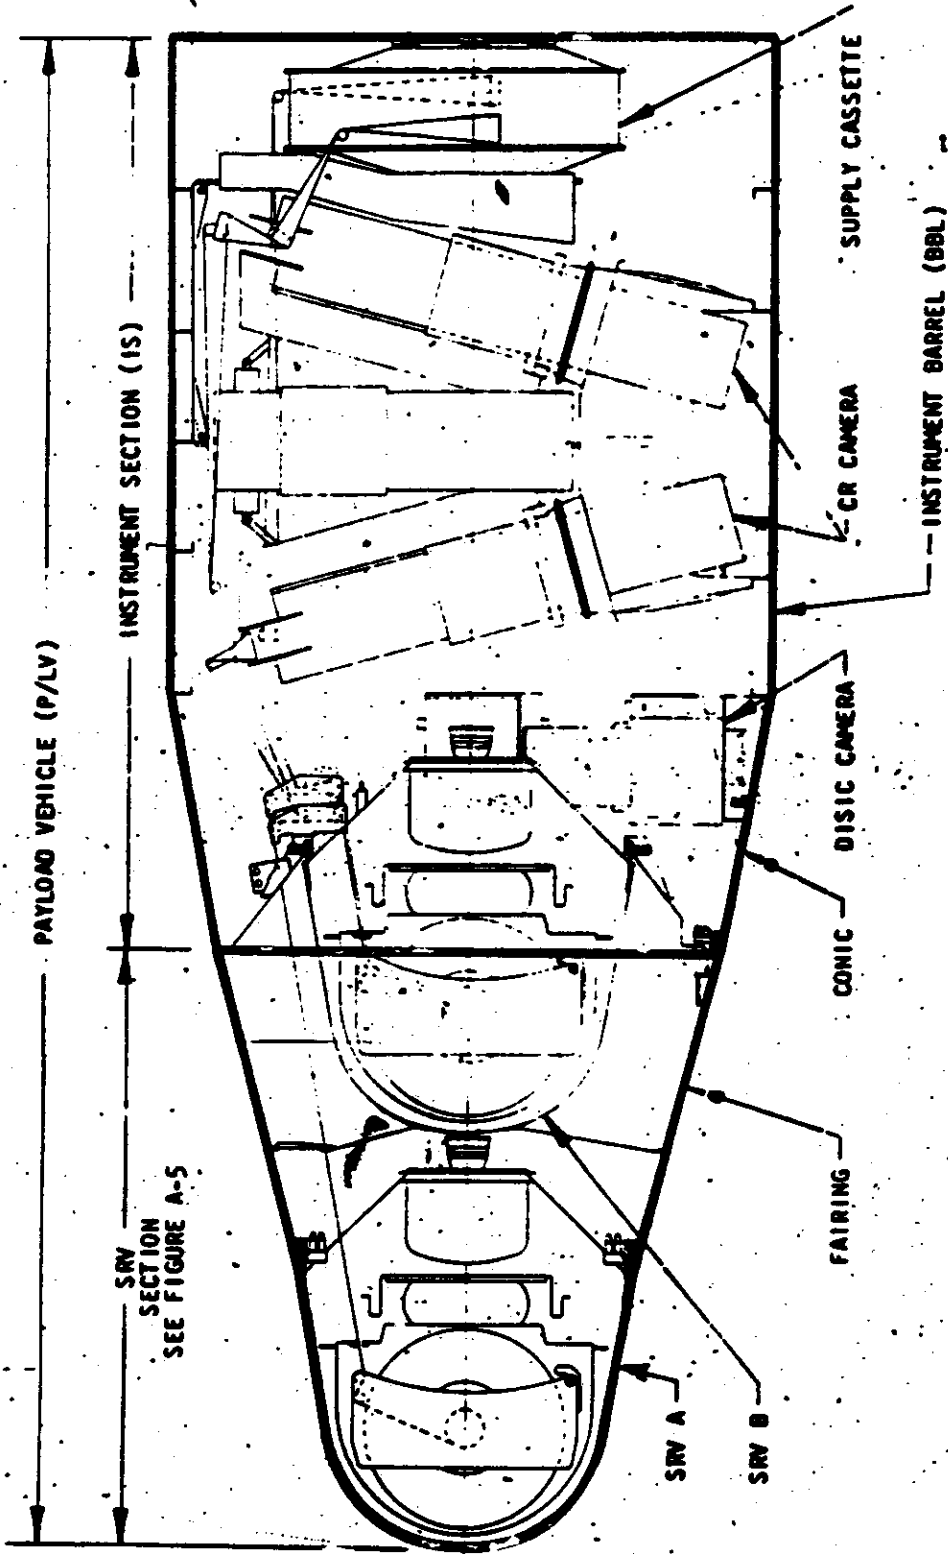 PAYLOAD VEHICLE (P/LV)
INSTRUMENT SECTION (IS)
SRV
SECTION
SEE FIGURE A-5
SRV A
SRV B
FAIRING
CONIC
DISIC CAMERA
CR CAMERA
SUPPLY CASSETTE
INSTRUMENT BARREL (BBL)